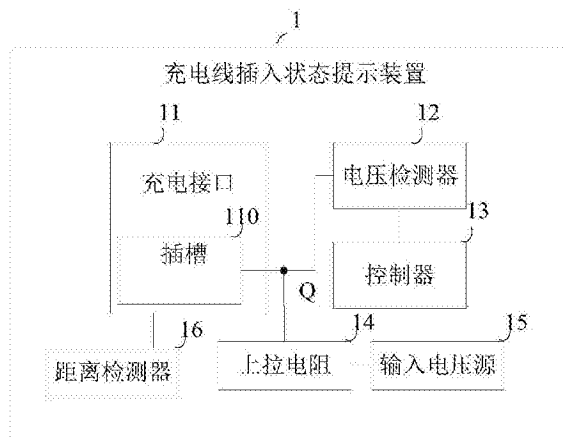 1
充电线插入状态提示装置
11
12
充电接口
电压检测器
110
13
插槽
控制器
Q
16
14
15
距离检测器
上拉电阻
输入电压源